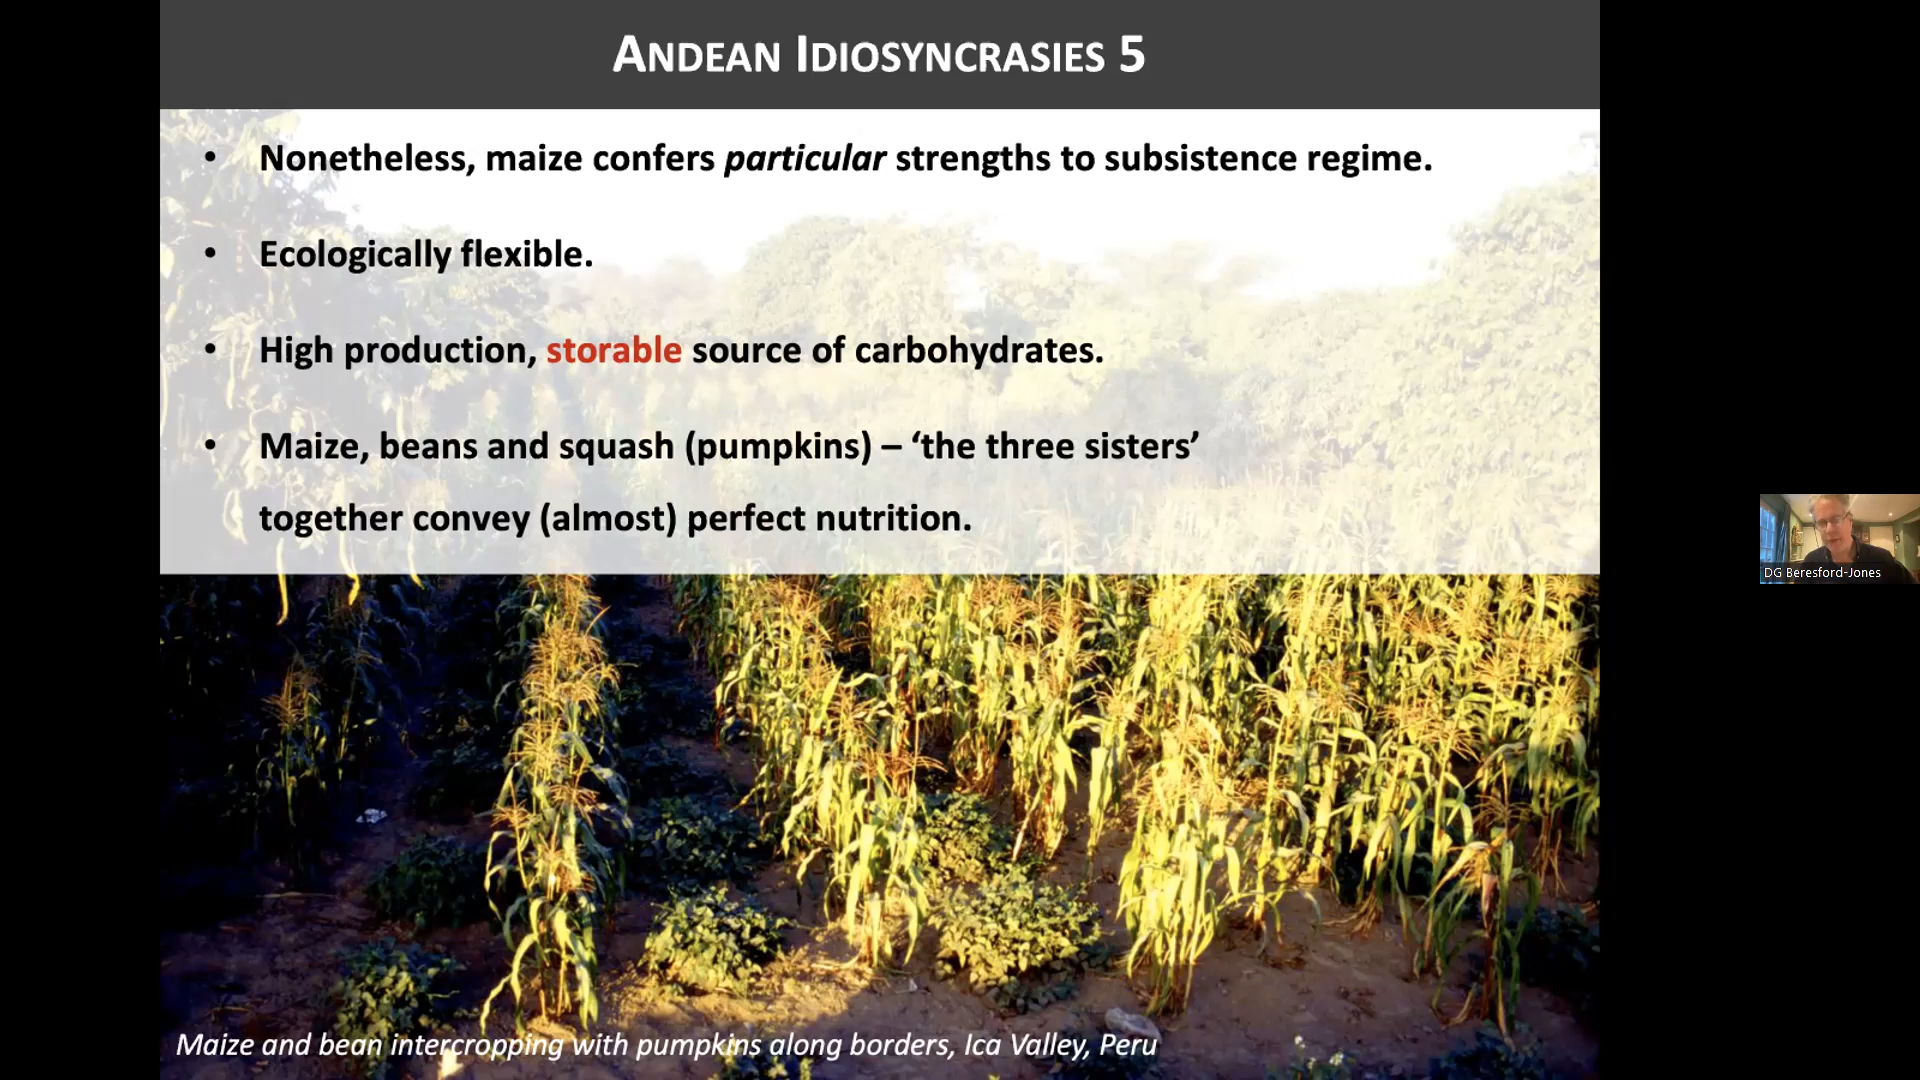 ANDEAN IDIOSYNCRASIES 5
• Nonetheless, maize confers particular strengths to subsistence regime.
• Ecologically flexible.
• High production, storable source of carbohydrates.
• Maize, beans and squash (pumpkins) – ‘the three sisters’
together convey (almost) perfect nutrition.
DG Beresford-Jones
Maize and bean intercropping with pumpkins along borders, Ica Valley, Peru